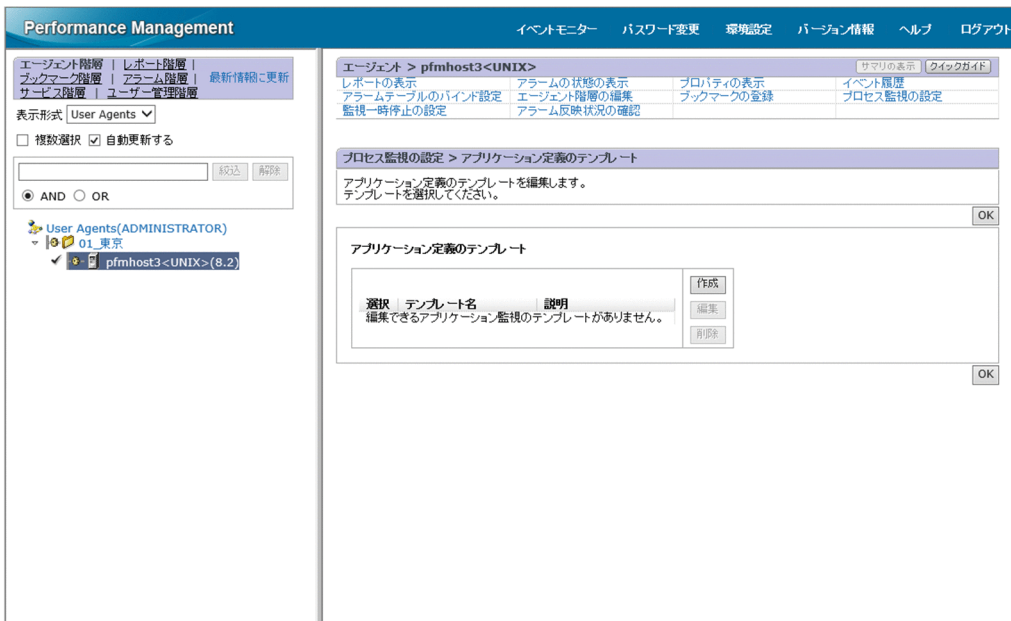 Performance Management
イベントモニター パスワード変更 環境設定 バージョン情報 ヘルプ ログアウト
エージェント階層 | レポート階層 |
ブックマーク階層 | アラーム階層 | 最新情報に更新
サービス階層 | ユーザー管理階層
表示形式 User Agents
複数選択 自動更新する
絞込 解除
AND OR
User Agents(ADMINISTRATOR)
01_東京
pfmhost3<UNIX>(8.2)
エージェント > pfmhost3<UNIX> サマリの表示 クイックガイド
レポートの表示 アラームの状態の表示 プロパティの表示 イベント履歴
アラームテーブルのバインド設定 エージェント階層の編集 ブックマークの登録 プロセス監視の設定
監視一時停止の設定 アラーム反映状況の確認
プロセス監視の設定 > アプリケーション定義のテンプレート
アプリケーション定義のテンプレートを編集します。
テンプレートを選択してください。
OK
アプリケーション定義のテンプレート
作成
選択 テンプレート名 説明
編集できるアプリケーション監視のテンプレートがありません。
編集
削除
OK